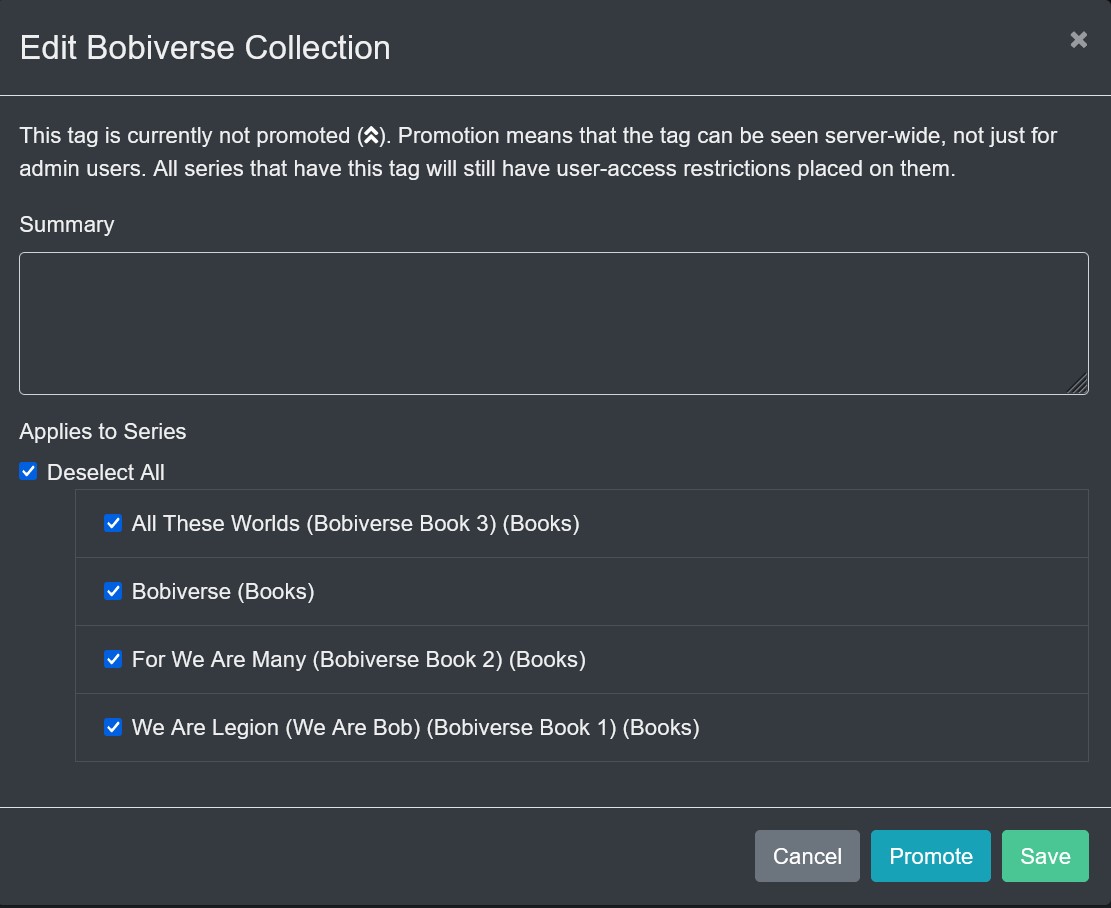 Edit Bobiverse Collection
This tag is currently not promoted (). Promotion means that the tag can be seen server-wide, not just for
admin users. All series that have this tag will still have user-access restrictions placed on them.
Summary
Applies to Series
Deselect All
All These Worlds (Bobiverse Book 3) (Books)
Bobiverse (Books)
For We Are Many (Bobiverse Book 2) (Books)
We Are Legion (We Are Bob) (Bobiverse Book 1) (Books)
Cancel
Promote
Save